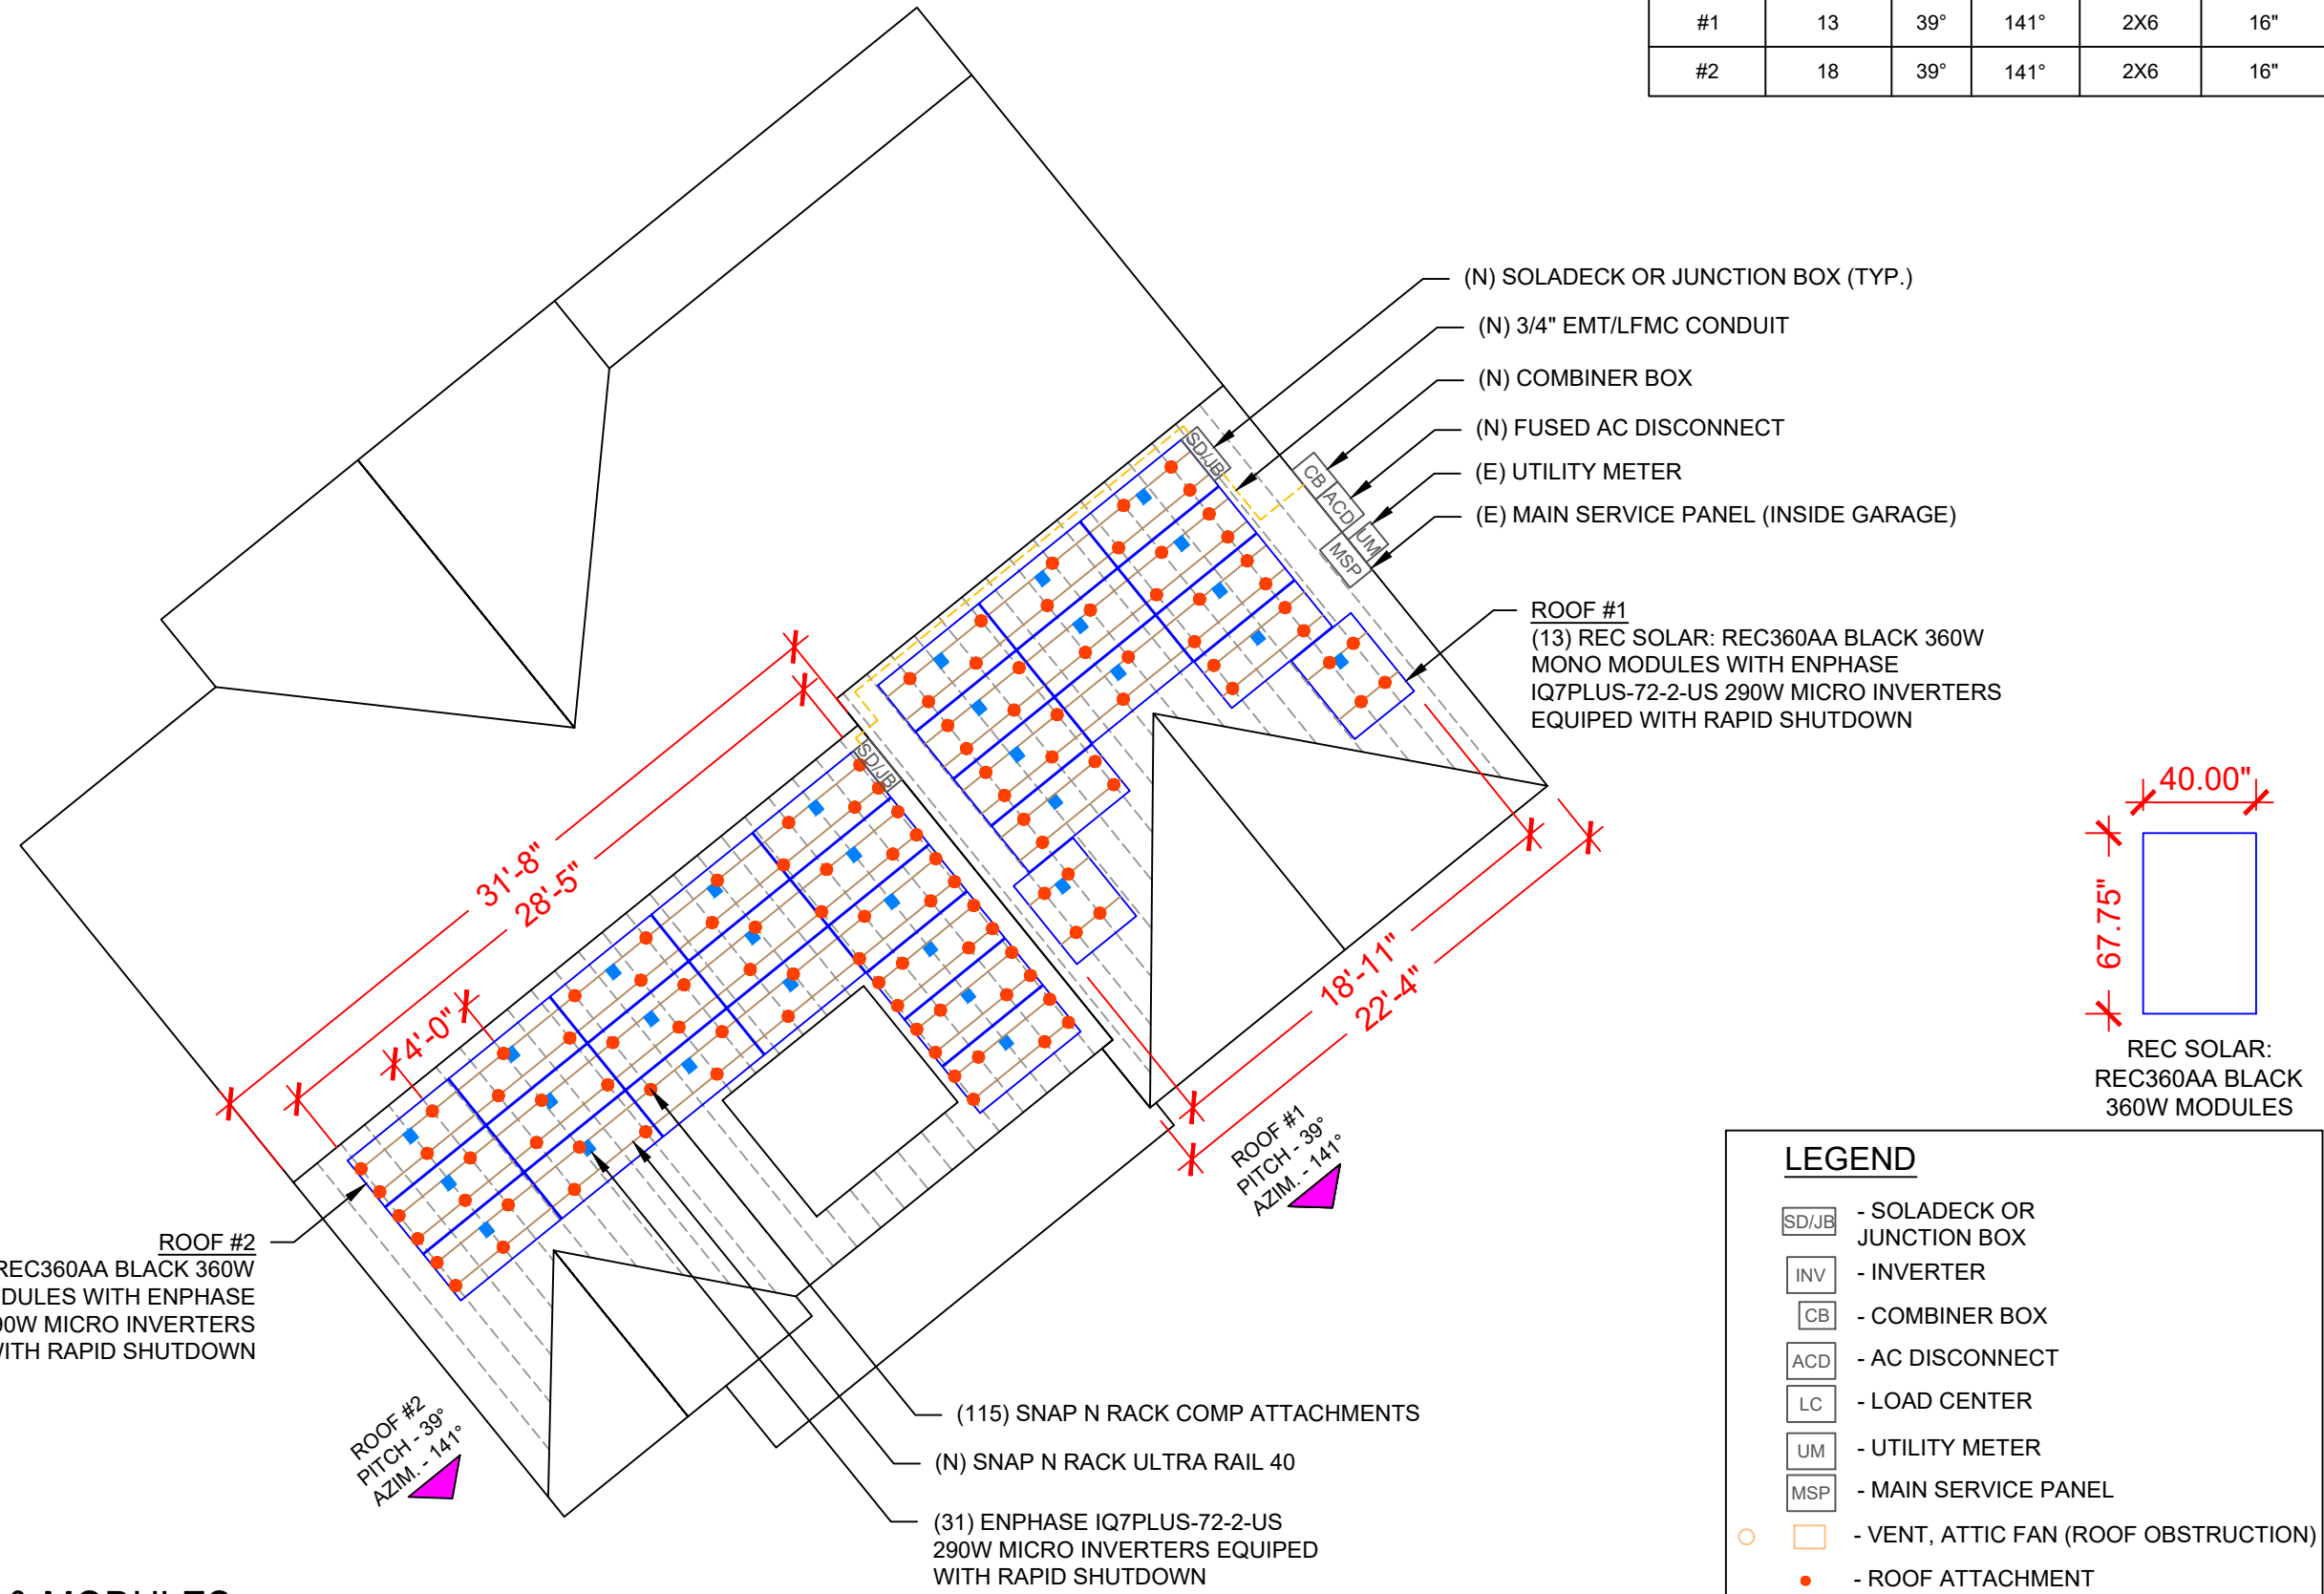 #1 13 39° 141° 2X6 16"
#2 18 39° 141° 2X6 16"
(N) SOLADECK OR JUNCTION BOX (TYP.)
(N) 3/4" EMT/LFMC CONDUIT
(N) COMBINER BOX
(N) FUSED AC DISCONNECT
(E) UTILITY METER
(E) MAIN SERVICE PANEL (INSIDE GARAGE)
SD/JB
CB
ACD
UM
MSP
ROOF #1
(13) REC SOLAR: REC360AA BLACK 360W
MONO MODULES WITH ENPHASE
IQ7PLUS-72-2-US 290W MICRO INVERTERS
EQUIPED WITH RAPID SHUTDOWN
SD/JB
31'-8"
28'-5"
4'-0"
18'-11"
22'-4"
40.00"
67.75"
REC SOLAR:
REC360AA BLACK
360W MODULES
ROOF #1
PITCH - 39°
AZIM. - 141°
ROOF #2
REC360AA BLACK 360W
DULES WITH ENPHASE
90W MICRO INVERTERS
WITH RAPID SHUTDOWN
ROOF #2
PITCH - 39°
AZIM. - 141°
(115) SNAP N RACK COMP ATTACHMENTS
(N) SNAP N RACK ULTRA RAIL 40
(31) ENPHASE IQ7PLUS-72-2-US
290W MICRO INVERTERS EQUIPED
WITH RAPID SHUTDOWN
LEGEND
SD/JB - SOLADECK OR
JUNCTION BOX
INV - INVERTER
CB - COMBINER BOX
ACD - AC DISCONNECT
LC - LOAD CENTER
UM - UTILITY METER
MSP - MAIN SERVICE PANEL
- VENT, ATTIC FAN (ROOF OBSTRUCTION)
- ROOF ATTACHMENT